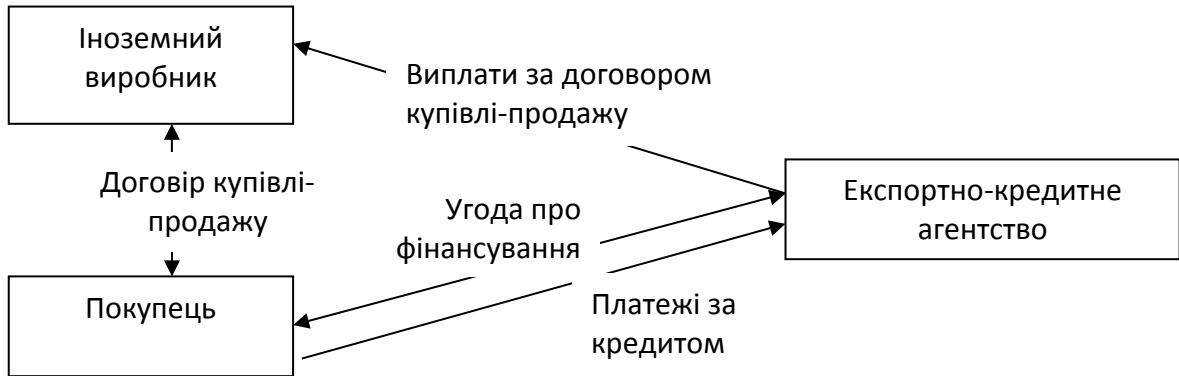 Іноземний
виробник
Виплати за договором
купівлі-продажу
Договір купівлі-
продажу
Експортно-кредитне
агентство
Угода про
фінансування
Покупець
Платежі за
кредитом